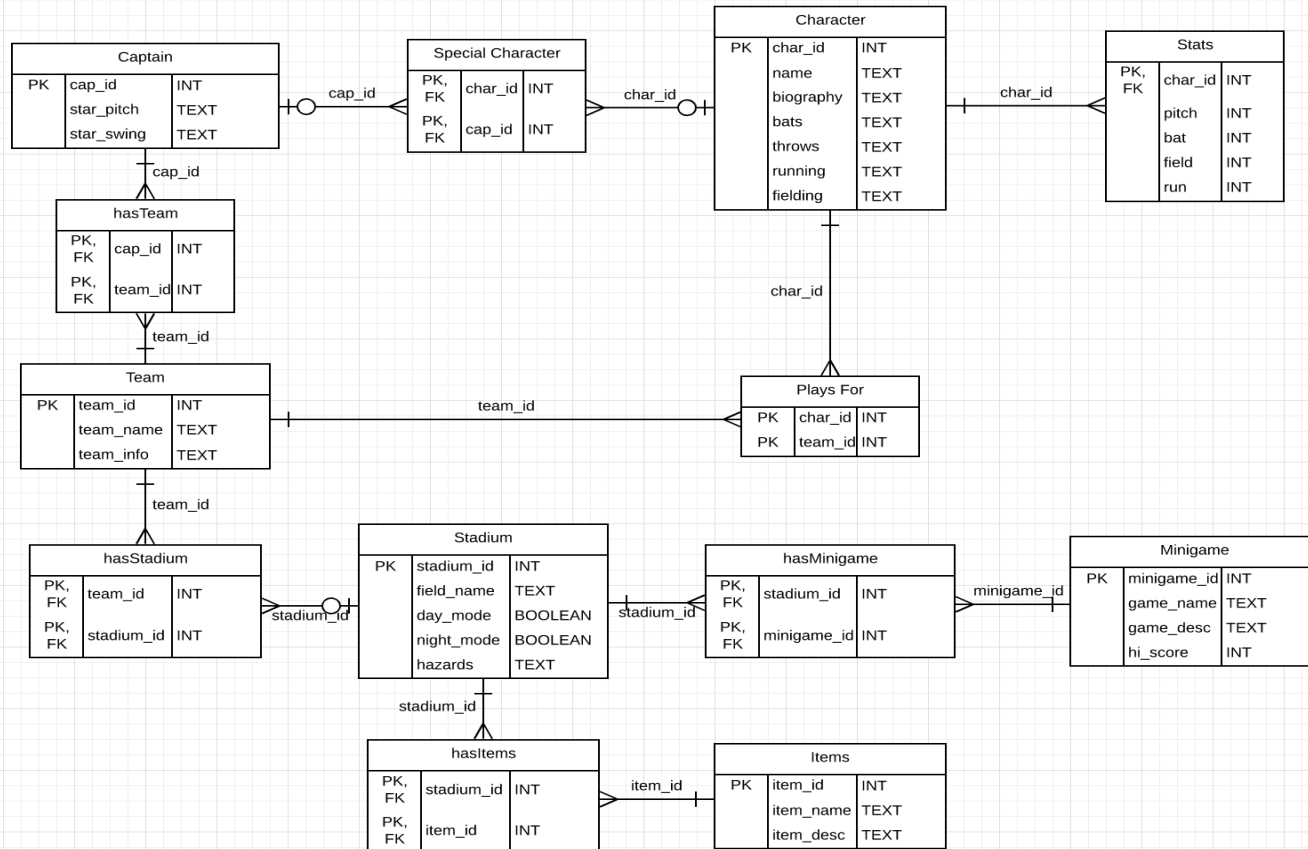 Captain
PK cap_id INT
star_pitch TEXT
star_swing TEXT
cap_id
Special Character
PK, FK char_id INT
PK, FK cap_id INT
char_id
Character
PK char_id INT
name TEXT
biography TEXT
bats TEXT
throws TEXT
running TEXT
fielding TEXT
char_id
Stats
PK, FK char_id INT
pitch INT
bat INT
field INT
run INT
cap_id
hasTeam
PK, FK cap_id INT
PK, FK team_id INT
team_id
char_id
Team
PK team_id INT
team_name TEXT
team_info TEXT
team_id
Plays For
PK char_id INT
PK team_id INT
team_id
hasStadium
PK, FK team_id INT
PK, FK stadium_id INT
stadium_id
Stadium
PK stadium_id INT
field_name TEXT
day_mode BOOLEAN
night_mode BOOLEAN
hazards TEXT
stadium_id
hasMinigame
PK, FK stadium_id INT
PK, FK minigame_id INT
minigame_id
Minigame
PK minigame_id INT
game_name TEXT
game_desc TEXT
hi_score INT
stadium_id
hasItems
PK, FK stadium_id INT
PK, FK item_id INT
item_id
Items
PK item_id INT
item_name TEXT
item_desc TEXT